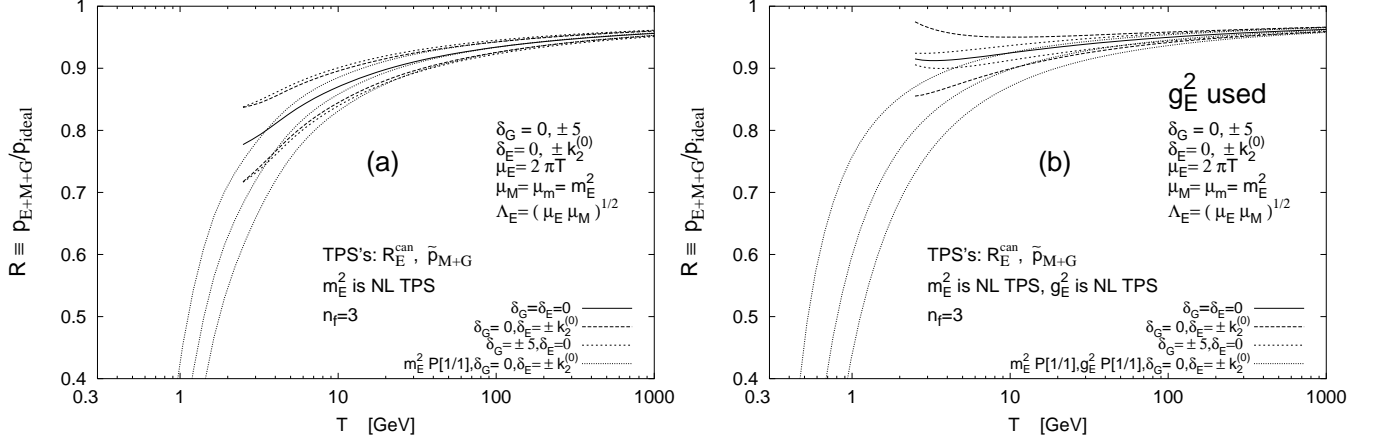 R ≡ p_{E+M+G}/p_{ideal}
1
0.9
0.8
0.7
0.6
0.5
0.4
0.3
1
10
100
1000
T [GeV]
(a)
δ_G = 0, ± 5
δ_E= 0, ± k_2^{(0)}
μ_E= 2 πT
μ_M= μ_m= m_E^2
Λ_E= ( μ_E μ_M )^{1/2}
TPS's: R_E^{can}, p̃_{M+G}
m_E^2 is NL TPS
n_f=3
δ_G=δ_E=0
δ_G= 0,δ_E= ± k_2^{(0)}
δ_G= ± 5,δ_E=0
m_E^2 P[1/1],δ_G= 0,δ_E= ± k_2^{(0)}
R ≡ p_{E+M+G}/p_{ideal}
1
0.9
0.8
0.7
0.6
0.5
0.4
0.3
1
10
100
1000
T [GeV]
(b)
g_E^2 used
δ_G = 0, ± 5
δ_E= 0, ± k_2^{(0)}
μ_E= 2 πT
μ_M= μ_m= m_E^2
Λ_E= ( μ_E μ_M )^{1/2}
TPS's: R_E^{can}, p̃_{M+G}
m_E^2 is NL TPS, g_E^2 is NL TPS
n_f=3
δ_G=δ_E=0
δ_G= 0,δ_E= ± k_2^{(0)}
δ_G= ± 5,δ_E=0
m_E^2 P[1/1],g_E^2 P[1/1],δ_G= 0,δ_E= ± k_2^{(0)}